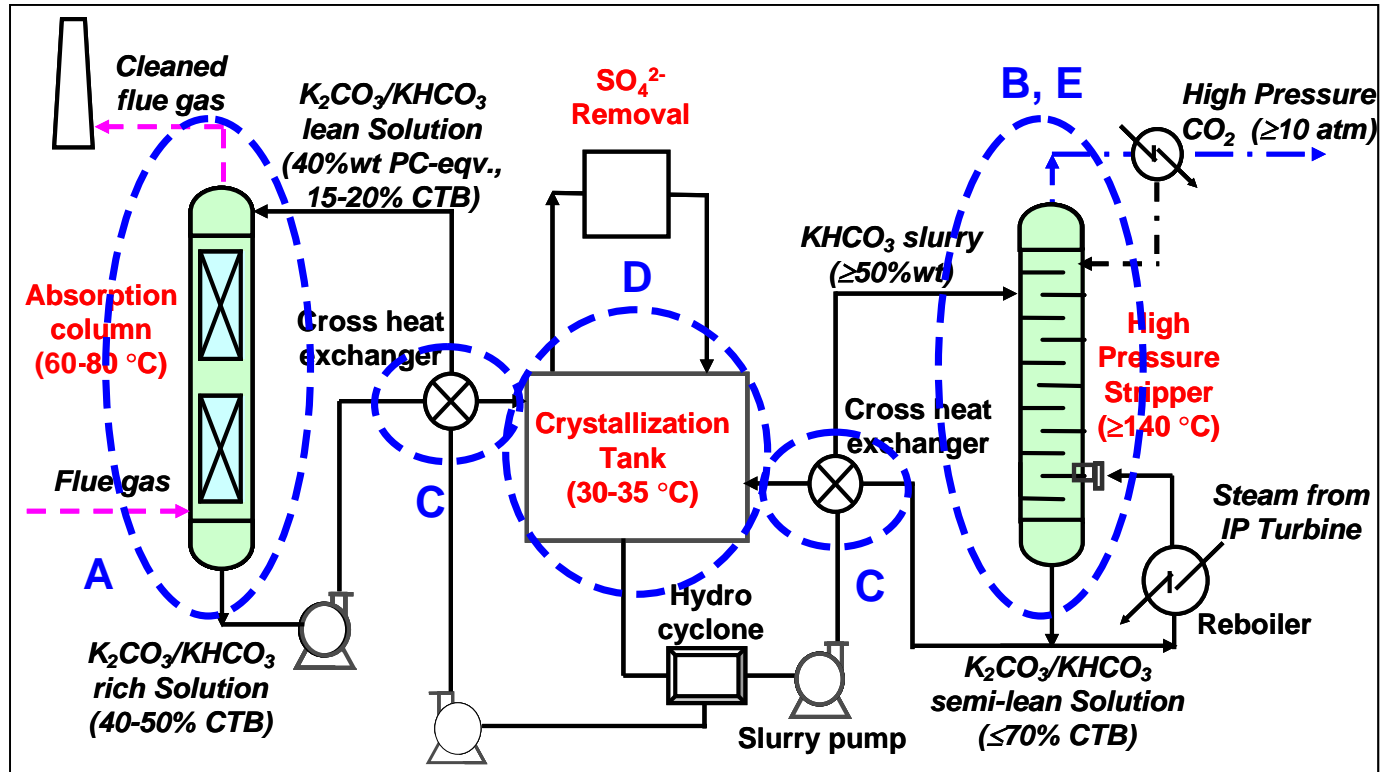 Cleaned
flue gas
K₂CO₃/KHCO₃
lean Solution
(40%wt PC-eqv.,
15-20% CTB)
SO₄²⁻
Removal
B, E
High Pressure
CO₂ (≥10 atm)
KHCO₃ slurry
(≥50%wt)
D
Absorption
column
(60-80 °C)
Cross heat
exchanger
High
Pressure
Stripper
(≥140 °C)
Crystallization
Tank
(30-35 °C)
Cross heat
exchanger
Flue gas
C
Steam from
IP Turbine
A
C
Hydro
cyclone
Reboiler
K₂CO₃/KHCO₃
rich Solution
(40-50% CTB)
Slurry pump
K₂CO₃/KHCO₃
semi-lean Solution
(≤70% CTB)